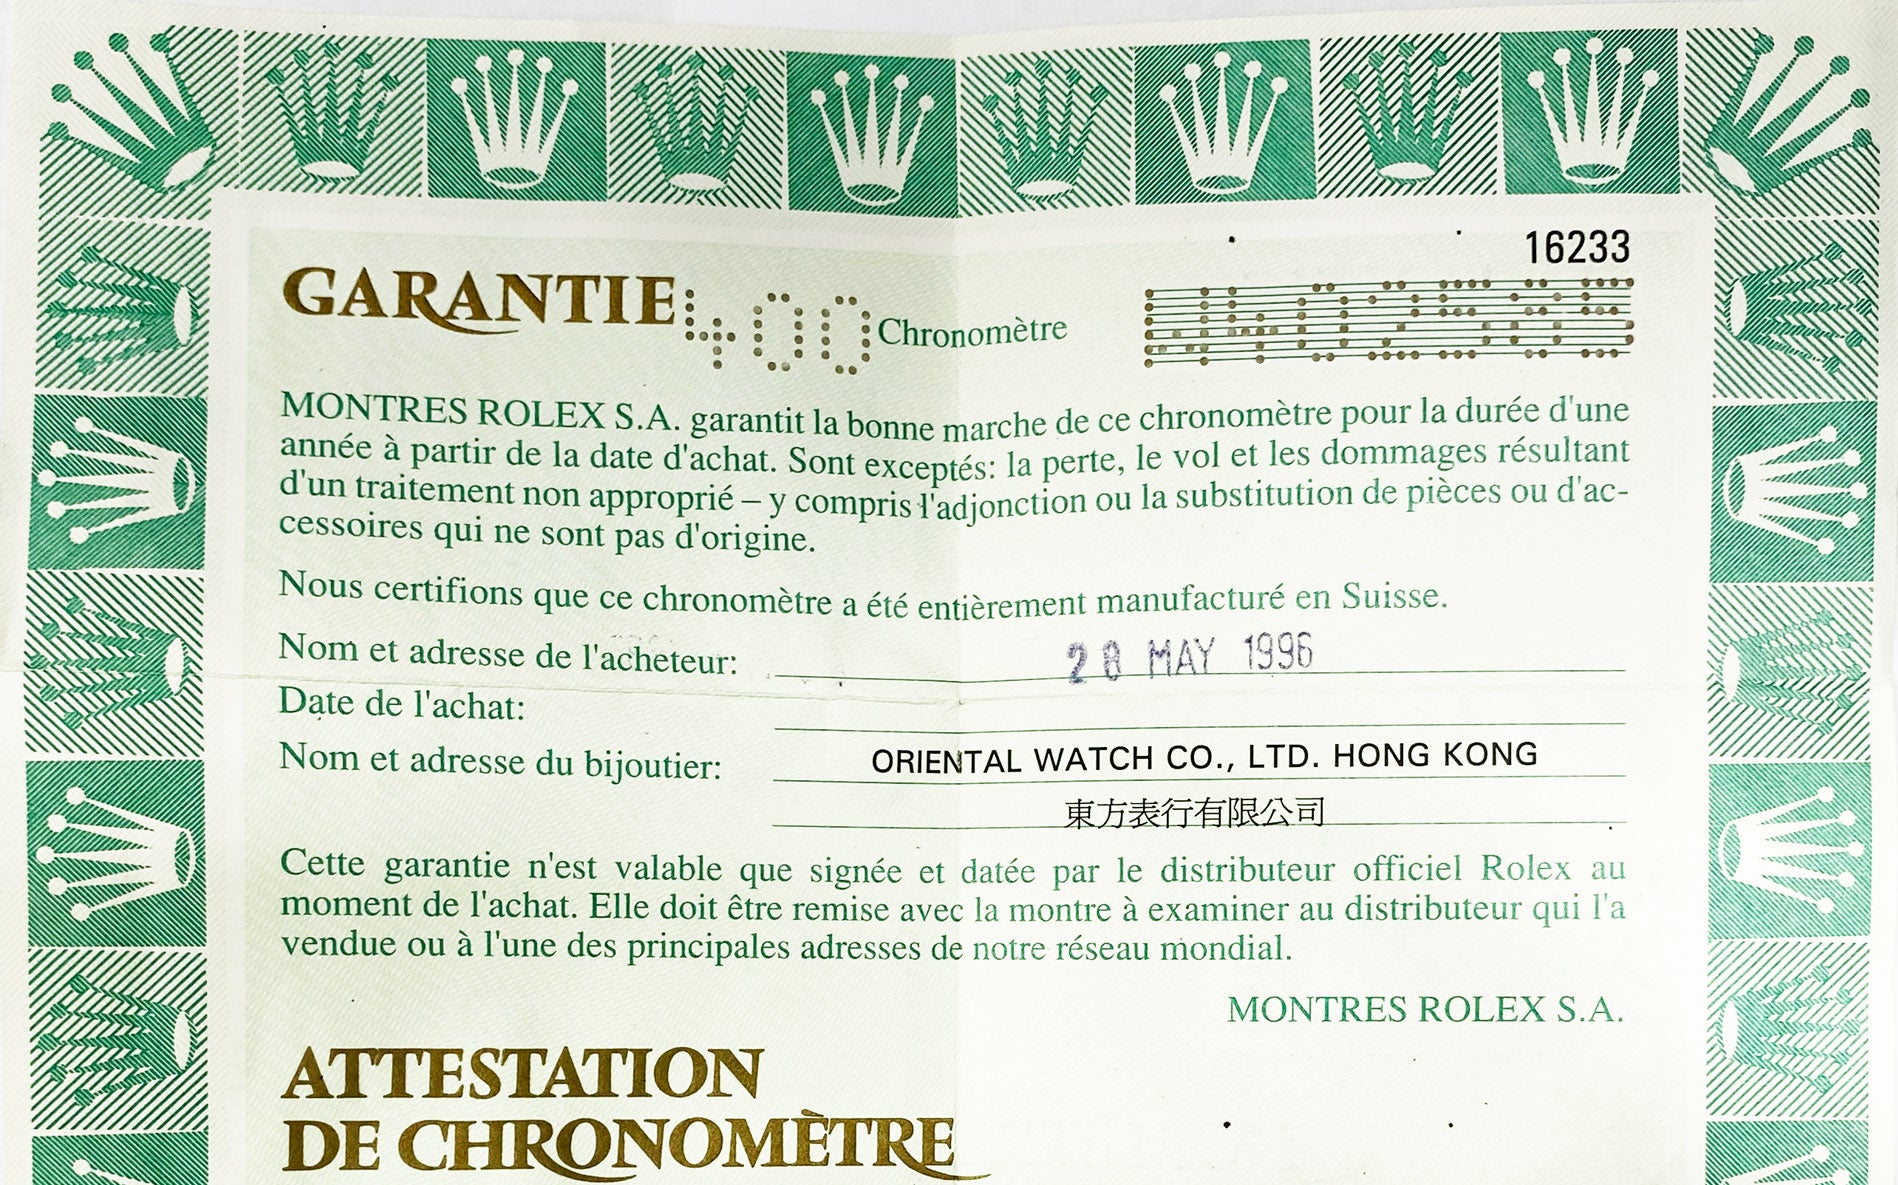 16233
GARANTIE 400 Chronomètre
MONTRES ROLEX S.A. garantit la bonne marche de ce chronomètre pour la durée d'une
année à partir de la date d'achat. Sont exceptés: la perte, le vol et les dommages résultant
d'un traitement non approprié – y compris l'adjonction ou la substitution de pièces ou d'ac-
cessoires qui ne sont pas d'origine.
Nous certifions que ce chronomètre a été entièrement manufacturé en Suisse.
Nom et adresse de l'acheteur: 28 MAY 1996
Date de l'achat:
Nom et adresse du bijoutier: ORIENTAL WATCH CO., LTD. HONG KONG
東方表行有限公司
Cette garantie n'est valable que signée et datée par le distributeur officiel Rolex au
moment de l'achat. Elle doit être remise avec la montre à examiner au distributeur qui l'a
vendue ou à l'une des principales adresses de notre réseau mondial.
MONTRES ROLEX S.A.
ATTESTATION
DE CHRONOMÈTRE